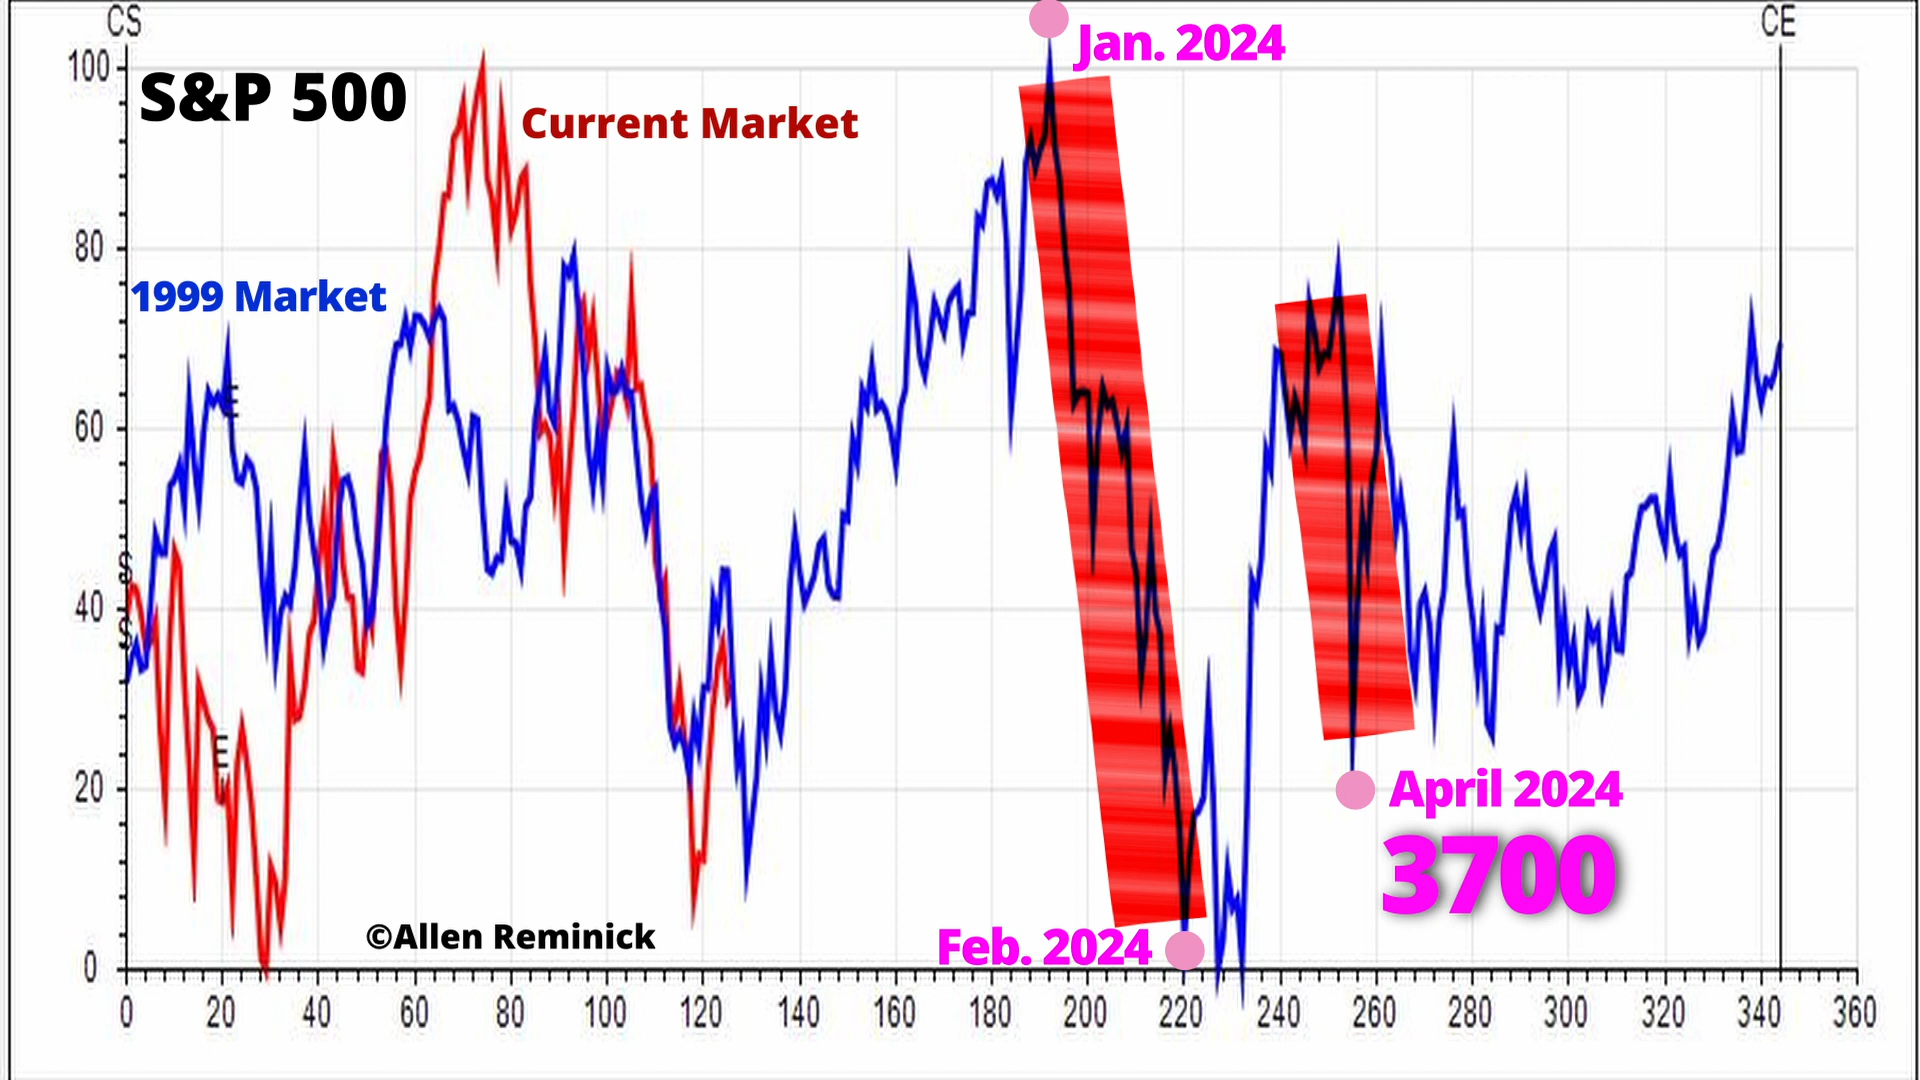 CS
CE
Jan. 2024
100
S&P 500
Current Market
80
1999 Market
E
60
S
40
S
E
20
April 2024
3700
©Allen Reminick
Feb. 2024
0
0 20 40 60 80 100 120 140 160 180 200 220 240 260 280 300 320 340 360